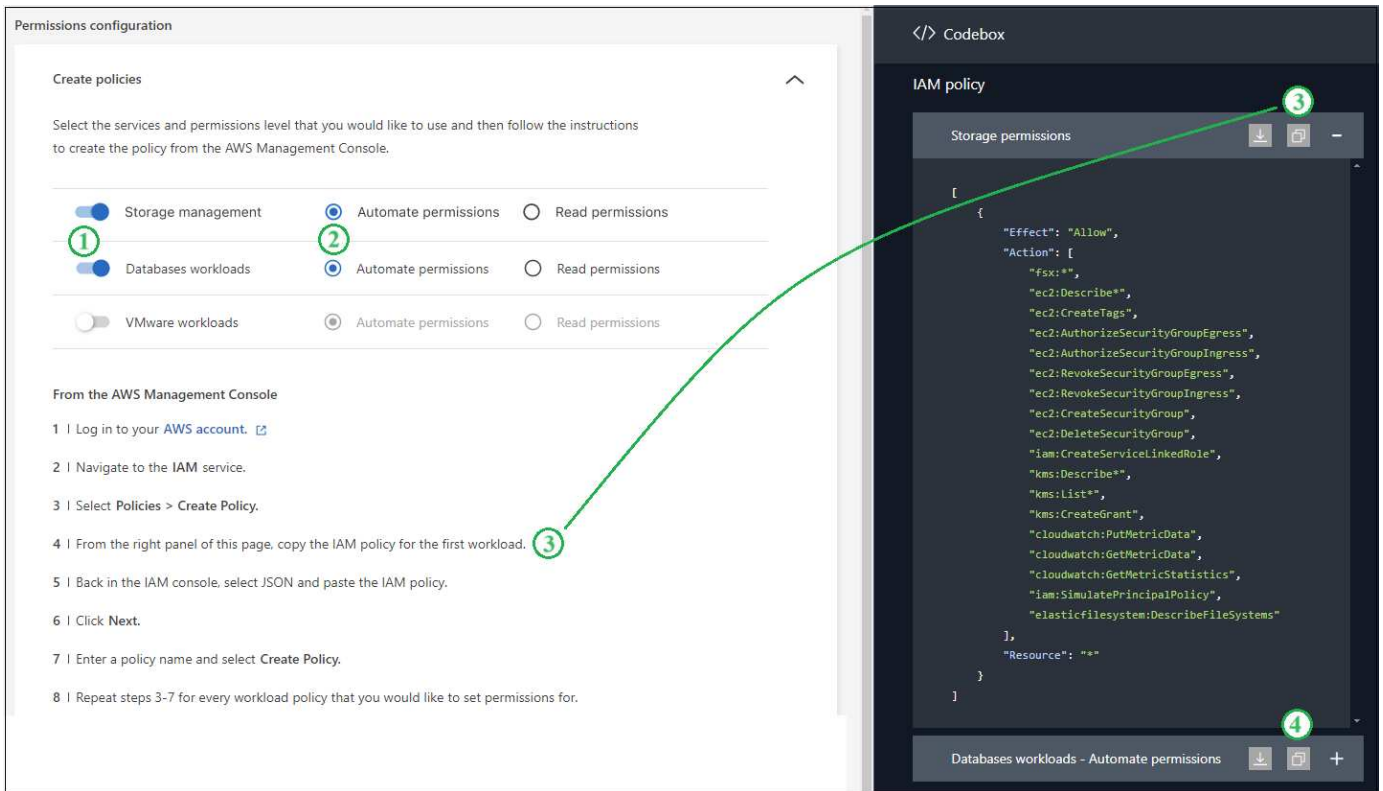 Permissions configuration
Create policies
Select the services and permissions level that you would like to use and then follow the instructions
to create the policy from the AWS Management Console.
Storage management Automate permissions Read permissions
1 2
Databases workloads Automate permissions Read permissions
VMware workloads Automate permissions Read permissions
From the AWS Management Console
1 | Log in to your AWS account.
2 | Navigate to the IAM service.
3 | Select Policies > Create Policy.
4 | From the right panel of this page, copy the IAM policy for the first workload. 3
5 | Back in the IAM console, select JSON and paste the IAM policy.
6 | Click Next.
7 | Enter a policy name and select Create Policy.
8 | Repeat steps 3-7 for every workload policy that you would like to set permissions for.
</> Codebox
IAM policy
3
Storage permissions
[
{
"Effect": "Allow",
"Action": [
"fsx:*",
"ec2:Describe*",
"ec2:CreateTags",
"ec2:AuthorizeSecurityGroupEgress",
"ec2:AuthorizeSecurityGroupIngress",
"ec2:RevokeSecurityGroupEgress",
"ec2:RevokeSecurityGroupIngress",
"ec2:CreateSecurityGroup",
"ec2:DeleteSecurityGroup",
"iam:CreateServiceLinkedRole",
"kms:Describe*",
"kms:List*",
"kms:CreateGrant",
"cloudwatch:PutMetricData",
"cloudwatch:GetMetricData",
"cloudwatch:GetMetricStatistics",
"iam:SimulatePrincipalPolicy",
"elasticfilesystem:DescribeFileSystems"
],
"Resource": "*"
}
]
4
Databases workloads - Automate permissions